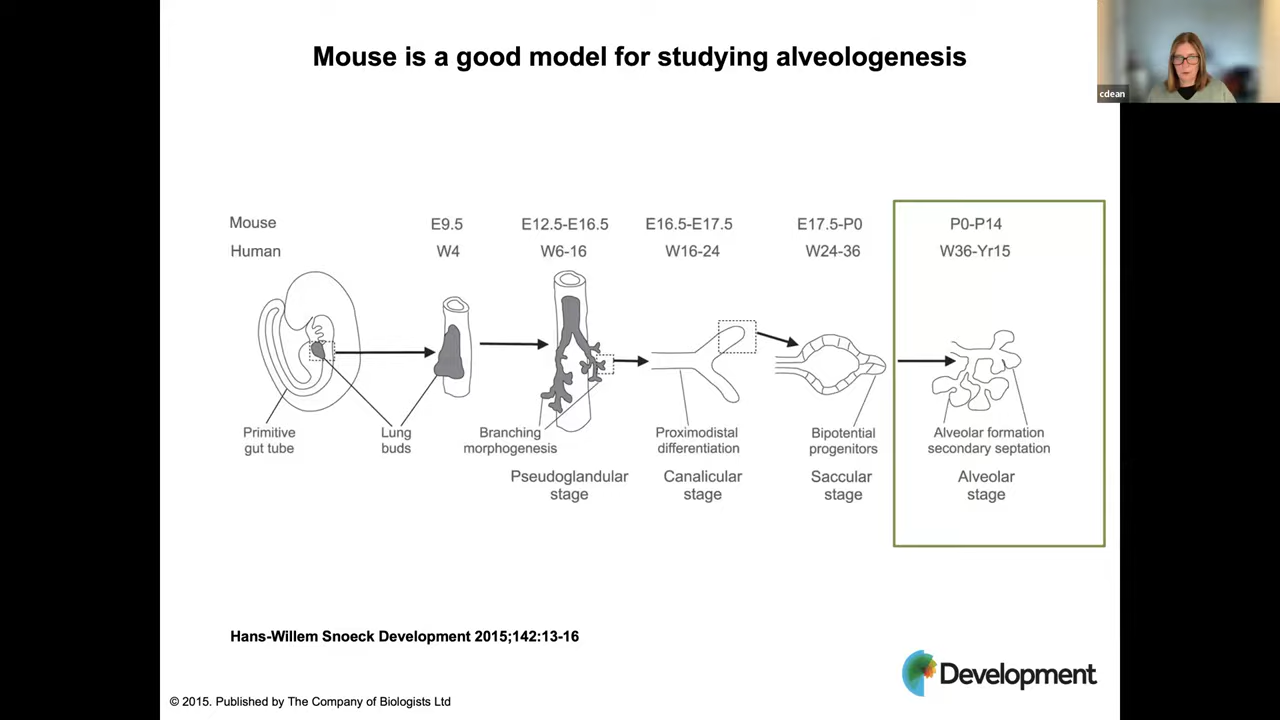 Mouse is a good model for studying alveologenesis
cdean
Mouse E9.5 E12.5-E16.5 E16.5-E17.5 E17.5-P0 P0-P14
Human W4 W6-16 W16-24 W24-36 W36-Yr15
Primitive
gut tube
Lung
buds
Branching
morphogenesis
Proximodistal
differentiation
Bipotential
progenitors
Alveolar formation
secondary septation
Pseudoglandular
stage
Canalicular
stage
Saccular
stage
Alveolar
stage
Hans-Willem Snoeck Development 2015;142:13-16
Development
© 2015. Published by The Company of Biologists Ltd